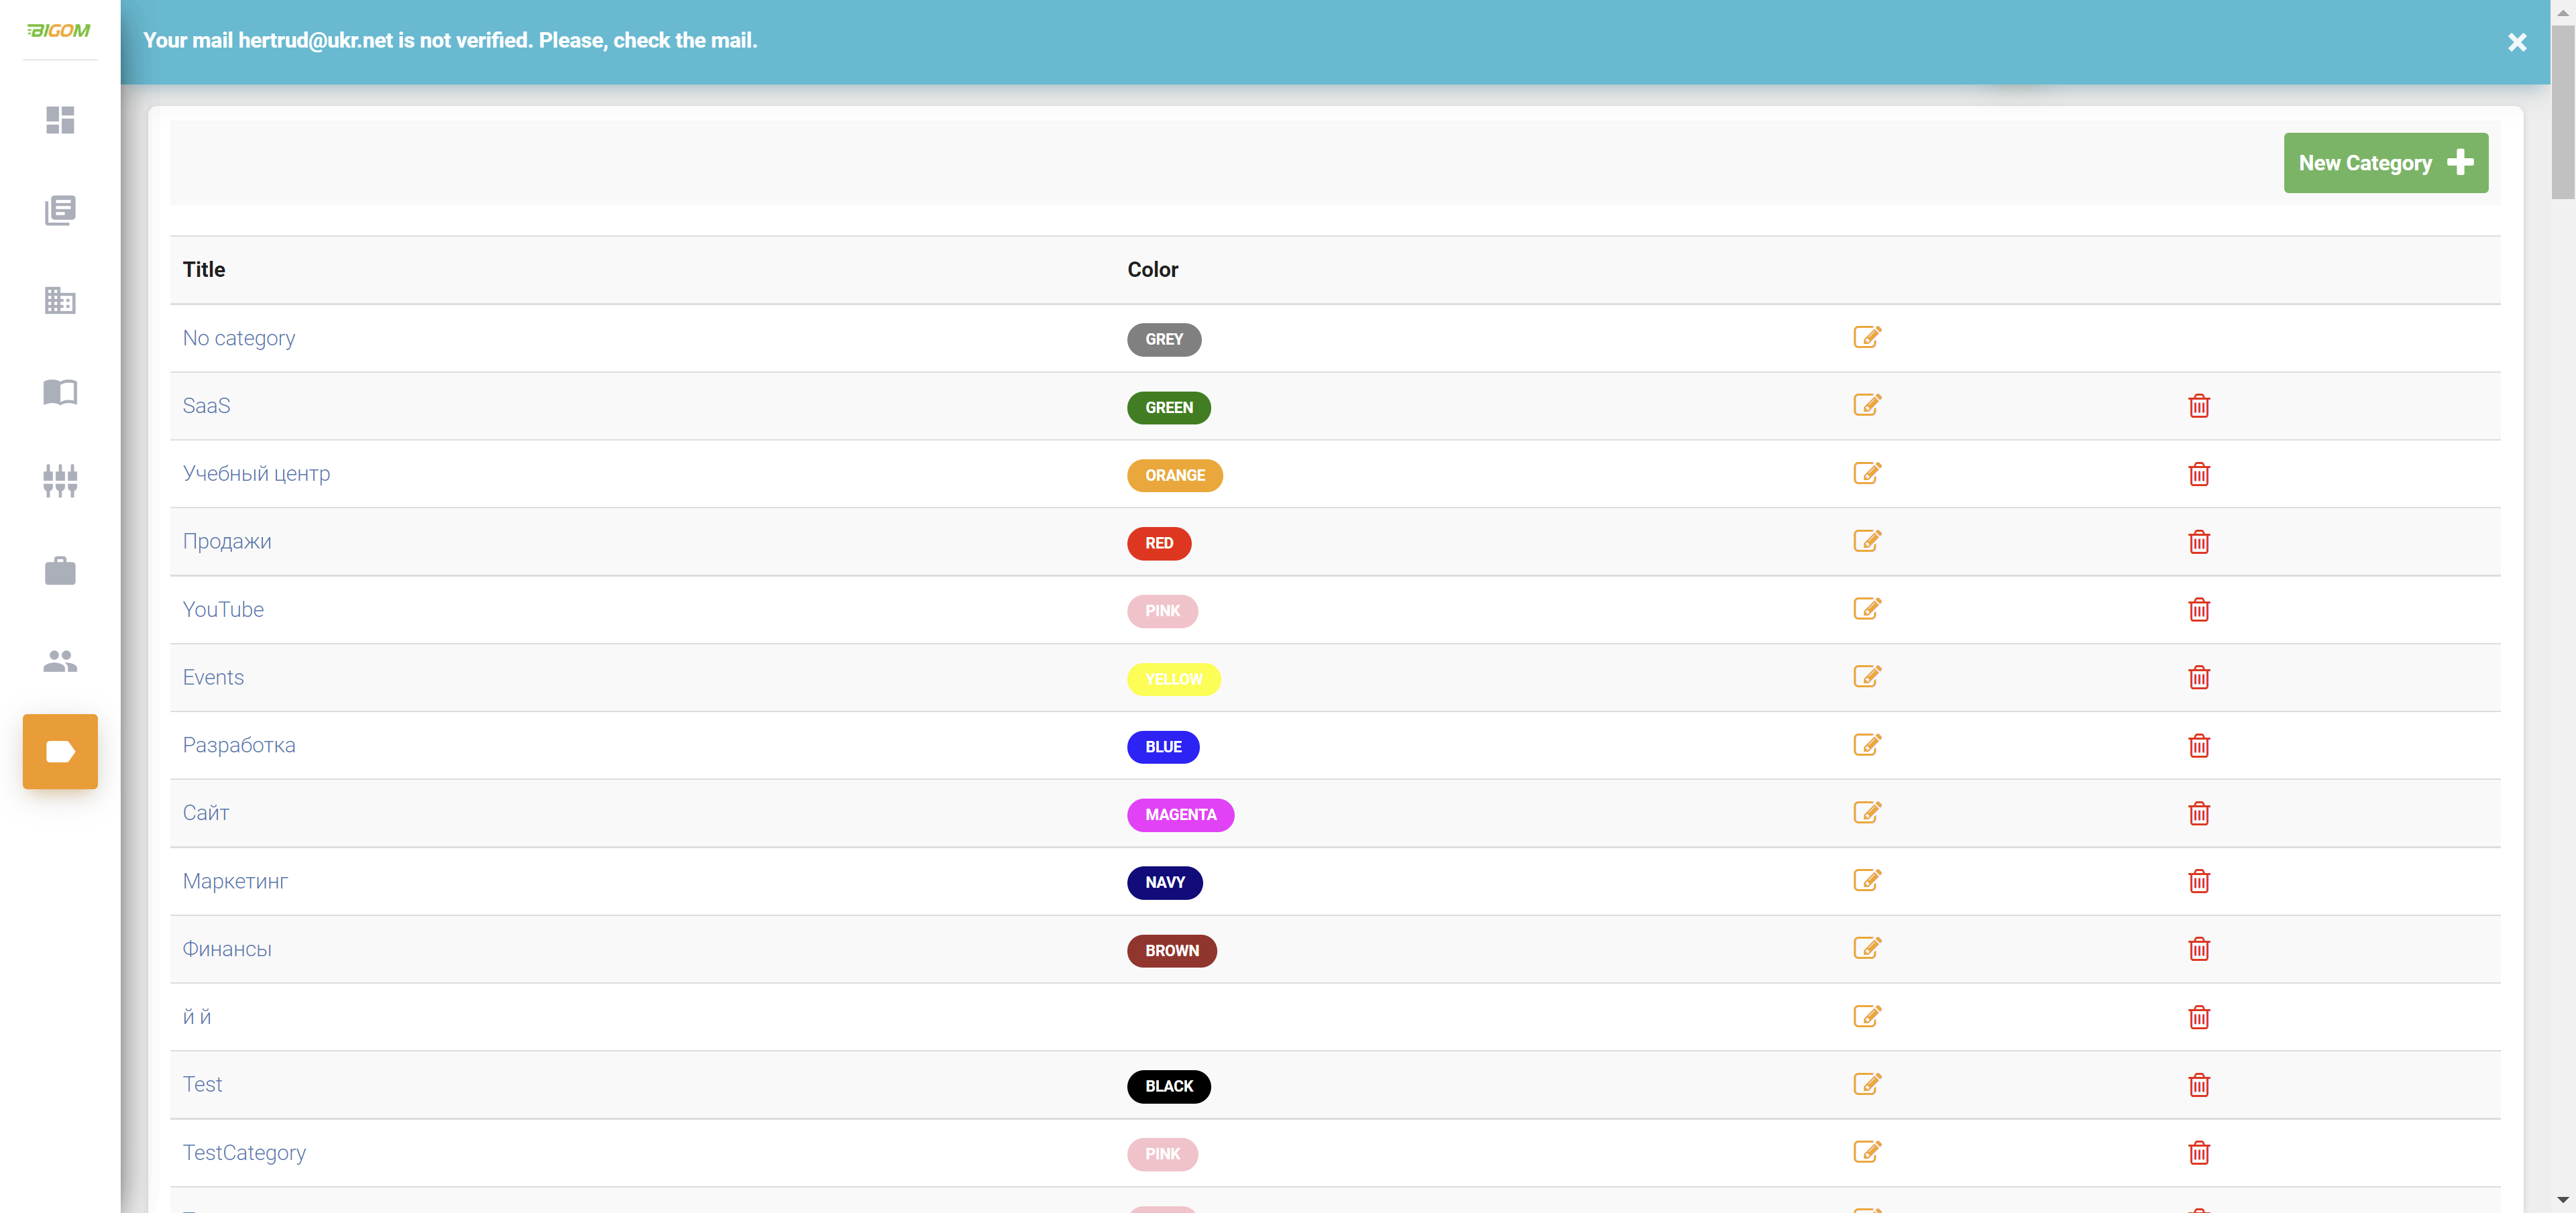 BIGOM
Your mail hertrud@ukr.net is not verified. Please, check the mail.
New Category
Title Color
No category GREY
SaaS GREEN
Учебный центр ORANGE
Продажи RED
YouTube PINK
Events YELLOW
Разработка BLUE
Сайт MAGENTA
Маркетинг NAVY
Финансы BROWN
й й
Test BLACK
TestCategory PINK